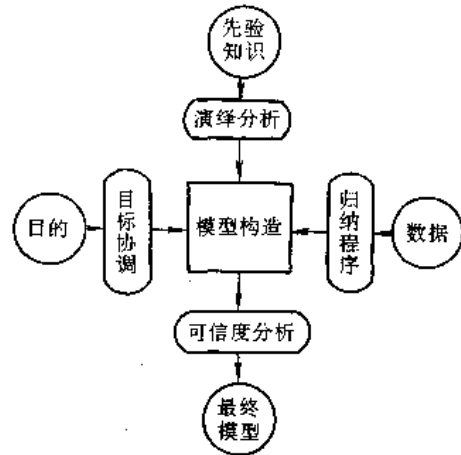 先验
知识
演绎分析
目的
目标协调
模型构造
归纳程序
数据
可信度分析
最终
模型